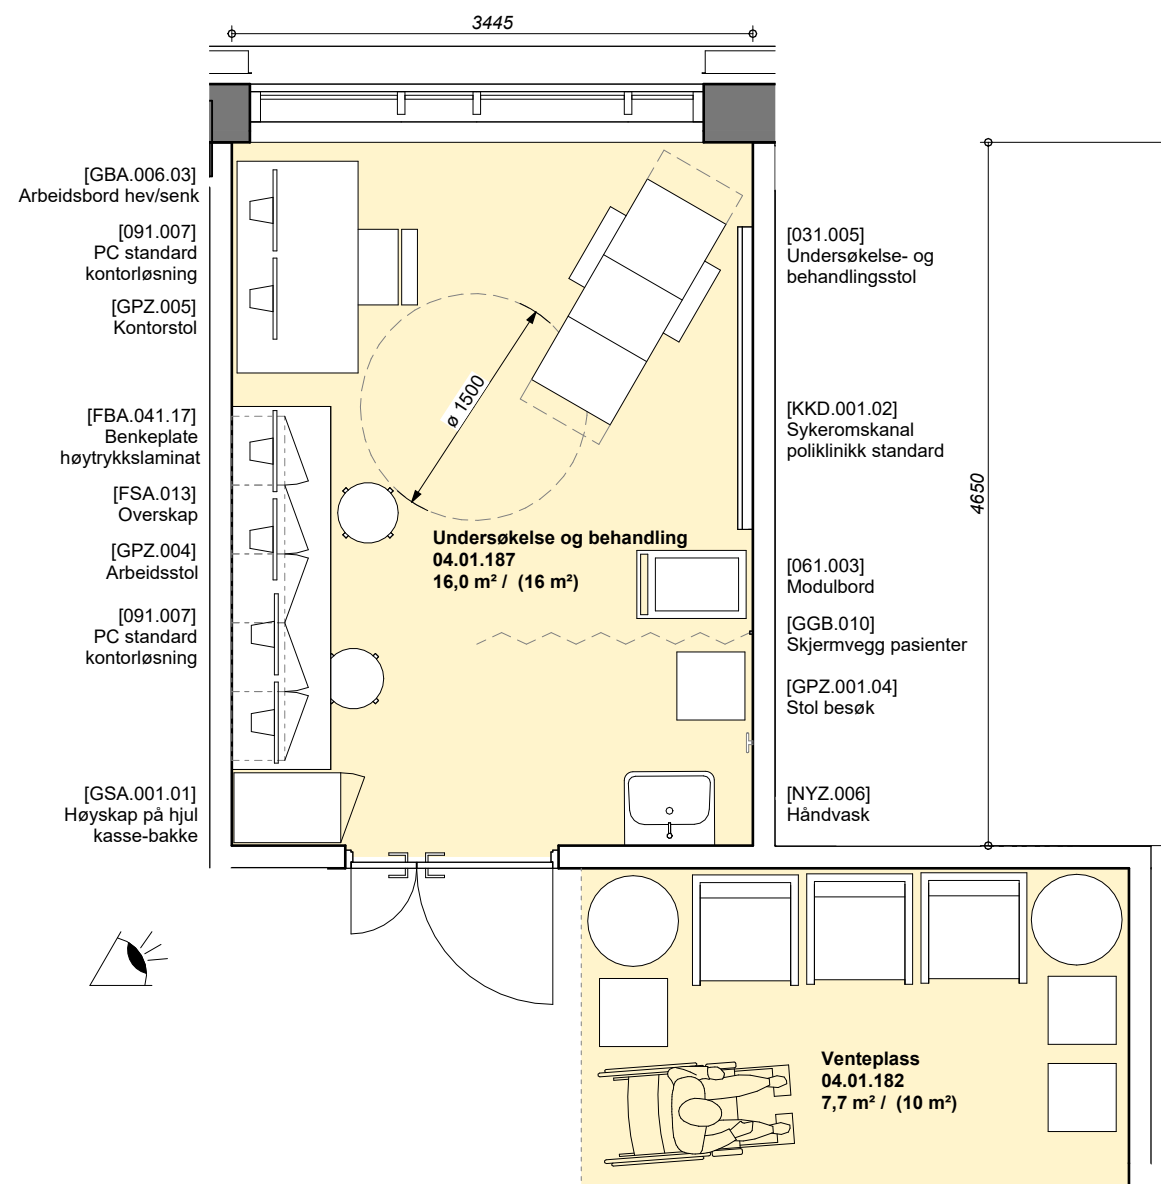 3445
[GBA.006.03]
Arbeidsbord hev/senk
[091.007]
PC standard
kontorløsning
[GPZ.005]
Kontorstol
[FBA.041.17]
Benkeplate
høytrykkslaminat
[FSA.013]
Overskap
[GPZ.004]
Arbeidsstol
[091.007]
PC standard
kontorløsning
[GSA.001.01]
Høyskap på hjul
kasse-bakke
ø 1500
Undersøkelse og behandling
04.01.187
16,0 m² / (16 m²)
[031.005]
Undersøkelse- og
behandlingsstol
[KKD.001.02]
Sykeromskanal
poliklinikk standard
[061.003]
Modulbord
[GGB.010]
Skjermvegg pasienter
[GPZ.001.04]
Stol besøk
[NYZ.006]
Håndvask
4650
Venteplass
04.01.182
7,7 m² / (10 m²)